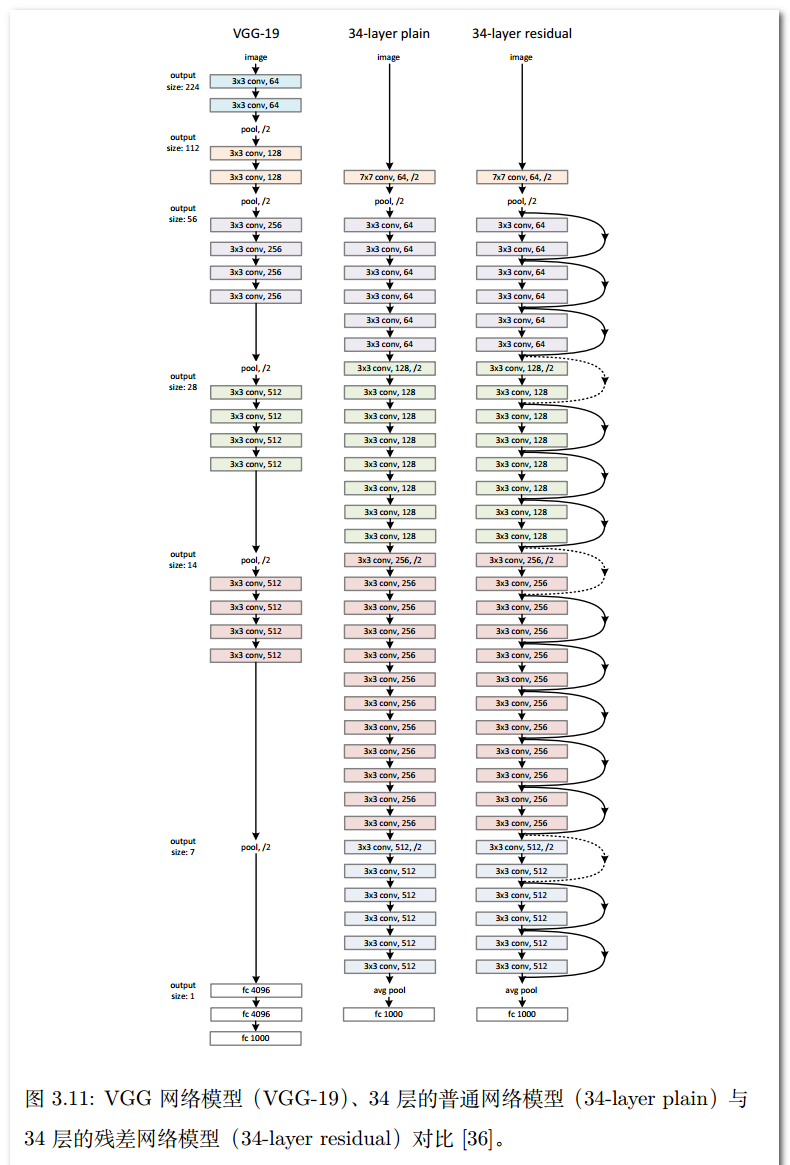 VGG-19
34-layer plain
34-layer residual
output
size: 224
output
size: 112
output
size: 56
output
size: 28
output
size: 14
output
size: 7
output
size: 1
image
3x3 conv, 64
3x3 conv, 64
pool, /2
3x3 conv, 128
3x3 conv, 128
pool, /2
3x3 conv, 256
3x3 conv, 256
3x3 conv, 256
3x3 conv, 256
pool, /2
3x3 conv, 512
3x3 conv, 512
3x3 conv, 512
3x3 conv, 512
pool, /2
3x3 conv, 512
3x3 conv, 512
3x3 conv, 512
3x3 conv, 512
pool, /2
fc 4096
fc 4096
fc 1000
image
7x7 conv, 64, /2
pool, /2
3x3 conv, 64
3x3 conv, 64
3x3 conv, 64
3x3 conv, 64
3x3 conv, 64
3x3 conv, 64
3x3 conv, 128, /2
3x3 conv, 128
3x3 conv, 128
3x3 conv, 128
3x3 conv, 128
3x3 conv, 128
3x3 conv, 128
3x3 conv, 128
3x3 conv, 256, /2
3x3 conv, 256
3x3 conv, 256
3x3 conv, 256
3x3 conv, 256
3x3 conv, 256
3x3 conv, 256
3x3 conv, 256
3x3 conv, 256
3x3 conv, 256
3x3 conv, 256
3x3 conv, 256
3x3 conv, 512, /2
3x3 conv, 512
3x3 conv, 512
3x3 conv, 512
3x3 conv, 512
3x3 conv, 512
avg pool
fc 1000
image
7x7 conv, 64, /2
pool, /2
3x3 conv, 64
3x3 conv, 64
3x3 conv, 64
3x3 conv, 64
3x3 conv, 64
3x3 conv, 64
3x3 conv, 128, /2
3x3 conv, 128
3x3 conv, 128
3x3 conv, 128
3x3 conv, 128
3x3 conv, 128
3x3 conv, 128
3x3 conv, 128
3x3 conv, 256, /2
3x3 conv, 256
3x3 conv, 256
3x3 conv, 256
3x3 conv, 256
3x3 conv, 256
3x3 conv, 256
3x3 conv, 256
3x3 conv, 256
3x3 conv, 256
3x3 conv, 256
3x3 conv, 256
3x3 conv, 512, /2
3x3 conv, 512
3x3 conv, 512
3x3 conv, 512
3x3 conv, 512
3x3 conv, 512
avg pool
fc 1000
图 3.11: VGG 网络模型（VGG-19）、34 层的普通网络模型（34-layer plain）与
34 层的残差网络模型（34-layer residual）对比 [36]。